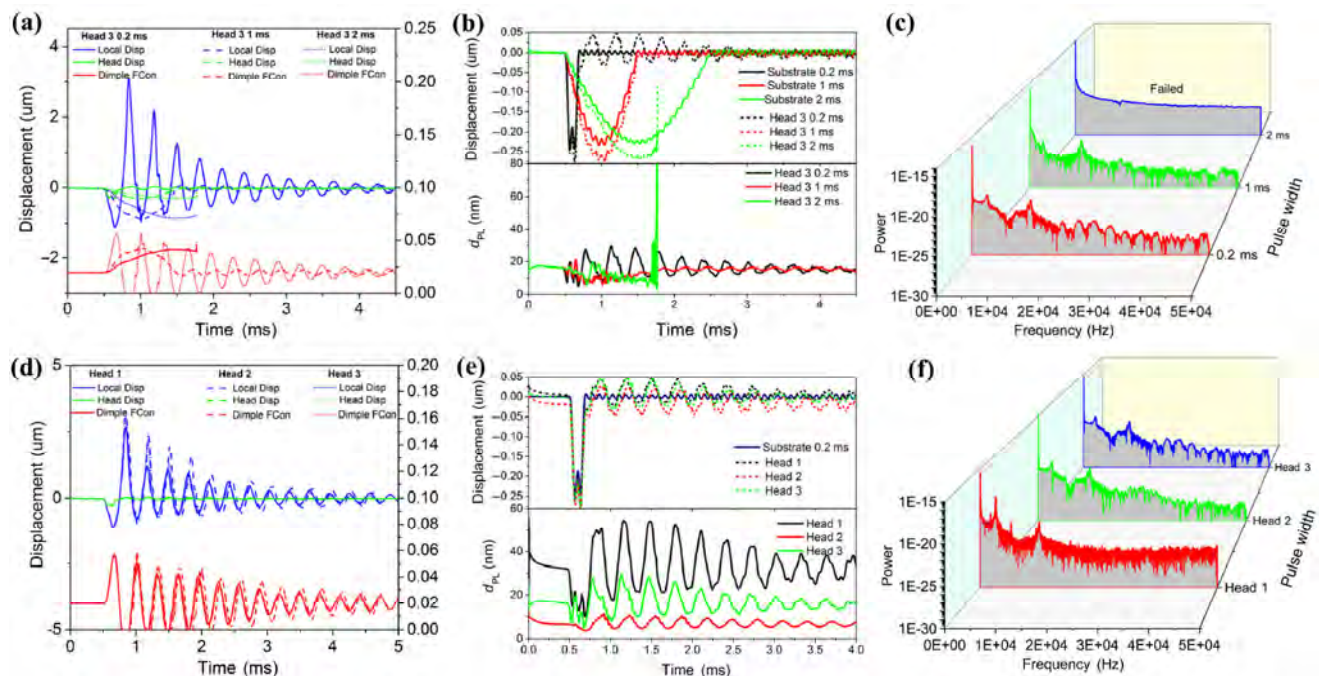 (a)
Head 3 0.2 ms Head 3 1 ms Head 3 2 ms
Local Disp Local Disp Local Disp
Head Disp Head Disp Head Disp
Dimple FCon Dimple FCon Dimple FCon
4
2
0
−2
Displacement (um)
0.25
0.20
0.15
0.10
0.05
0.00
0 1 2 3 4
Time (ms)
(b)
0.05
0.00
−0.05
−0.10
−0.15
−0.20
−0.25
Displacement (um)
Substrate 0.2 ms
Substrate 1 ms
Substrate 2 ms
Head 3 0.2 ms
Head 3 1 ms
Head 3 2 ms
80
60
40
20
0
dPL (nm)
Head 3 0.2 ms
Head 3 1 ms
Head 3 2 ms
0 1 2 3 4
Time (ms)
(c)
Failed
2 ms
1 ms
0.2 ms
Pulse width
1E−15
1E−20
1E−25
1E−30
Power
0E+00 1E+04 2E+04 3E+04 4E+04 5E+04
Frequency (Hz)
(d)
Head 1 Head 2 Head 3
Local Disp Local Disp Local Disp
Head Disp Head Disp Head Disp
Dimple FCon Dimple FCon Dimple FCon
5
0
-5
Displacement (um)
0.20
0.18
0.16
0.14
0.12
0.10
0.08
0.06
0.04
0.02
0.00
0 1 2 3 4 5
Time (ms)
(e)
0.05
0.00
−0.05
−0.10
−0.15
−0.20
−0.25
Displacement (um)
Substrate 0.2 ms
Head 1
Head 2
Head 3
60
40
20
0
dPL (nm)
Head 1
Head 2
Head 3
0.0 0.5 1.0 1.5 2.0 2.5 3.0 3.5 4.0
Time (ms)
(f)
Head 3
Head 2
Head 1
Pulse width
1E−15
1E−20
1E−25
1E−30
Power
0E+00 1E+04 2E+04 3E+04 4E+04 5E+04
Frequency (Hz)